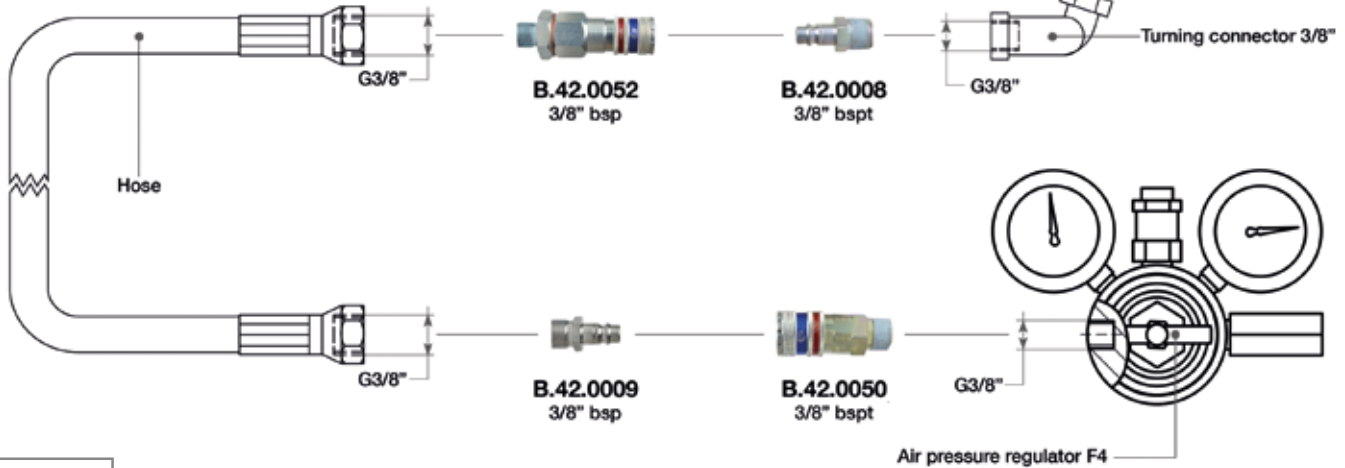 Turning connector 3/8”
G3/8”
G3/8”
B.42.0052
3/8” bsp
B.42.0008
3/8” bspt
Hose
G3/8”
G3/8”
B.42.0009
3/8” bsp
B.42.0050
3/8” bspt
Air pressure regulator F4